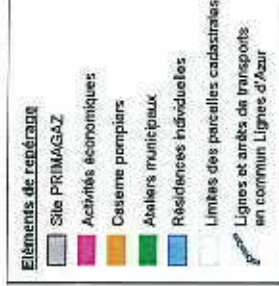 Eléments de repérage
Site PRIMAGAZ
Activités économiques
Caserne pompiers
Ateliers municipaux
Résidences individuelles
Limites des parcelles cadastrales
Lignes et arrêts de transports
en commun Lignes d'Azur